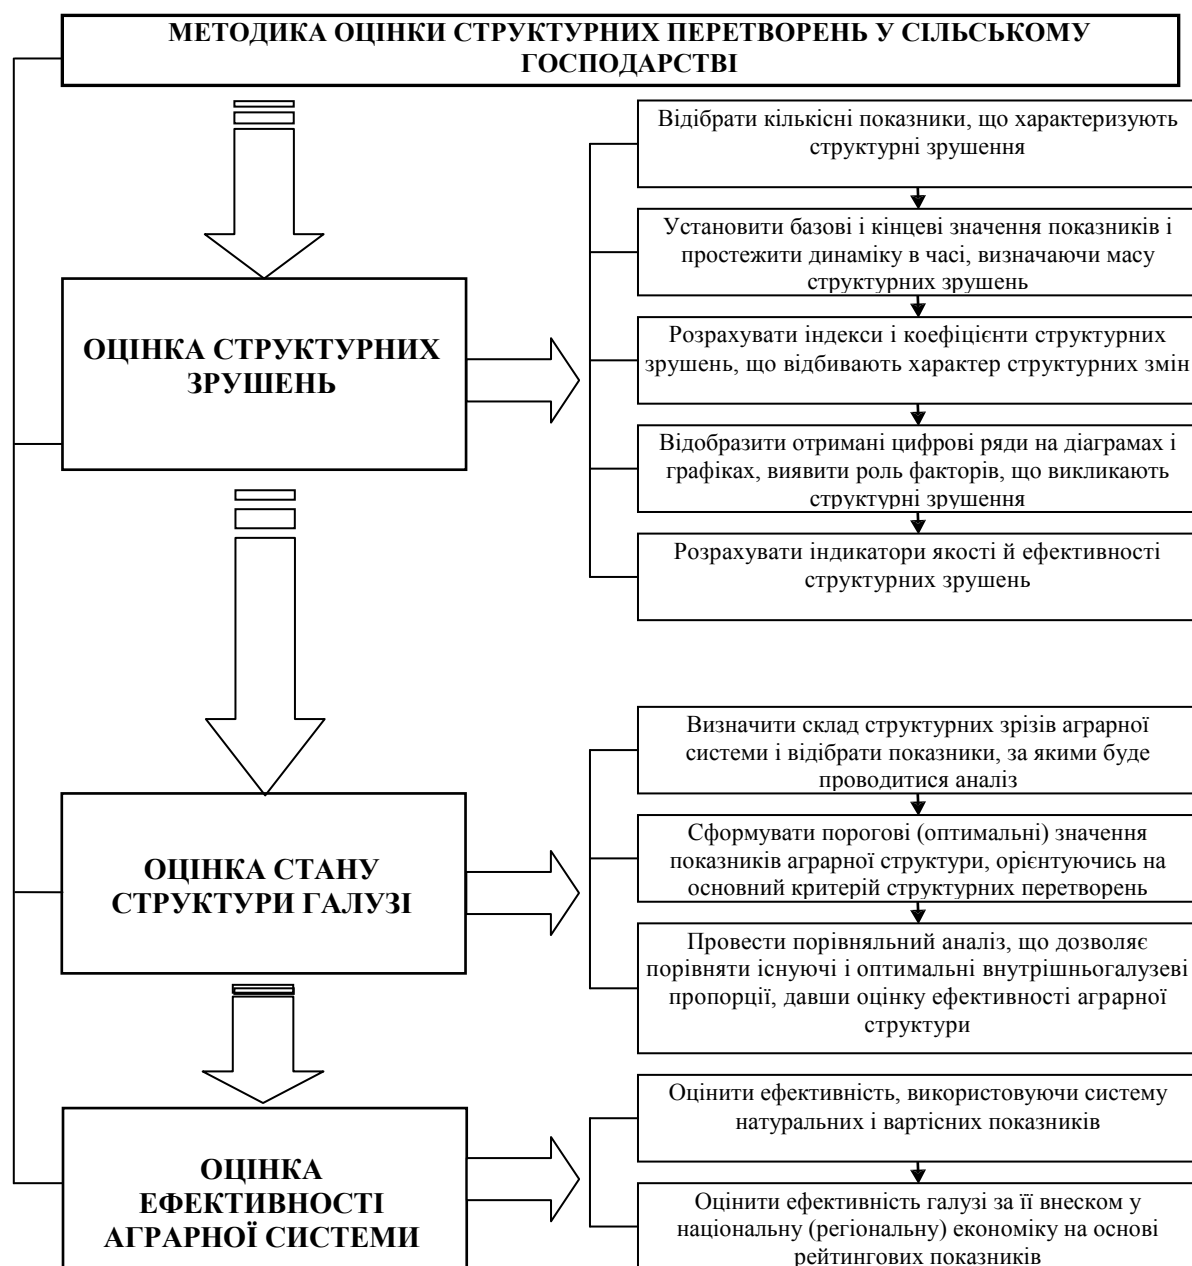 МЕТОДИКА ОЦІНКИ СТРУКТУРНИХ ПЕРЕТВОРЕНЬ У СІЛЬСЬКОМУ
ГОСПОДАРСТВІ
ОЦІНКА СТРУКТУРНИХ
ЗРУШЕНЬ
Відібрати кількісні показники, що характеризують
структурні зрушення
Установити базові і кінцеві значення показників і
простежити динаміку в часі, визначаючи масу
структурних зрушень
Розрахувати індекси і коефіцієнти структурних
зрушень, що відбивають характер структурних змін
Відобразити отримані цифрові ряди на діаграмах і
графіках, виявити роль факторів, що викликають
структурні зрушення
Розрахувати індикатори якості й ефективності
структурних зрушень
ОЦІНКА СТАНУ
СТРУКТУРИ ГАЛУЗІ
Визначити склад структурних зрізів аграрної
системи і відібрати показники, за якими буде
проводитися аналіз
Сформувати порогові (оптимальні) значення
показників аграрної структури, орієнтуючись на
основний критерій структурних перетворень
Провести порівняльний аналіз, що дозволяє
порівняти існуючі і оптимальні внутрішньогалузеві
пропорції, давши оцінку ефективності аграрної
структури
ОЦІНКА
ЕФЕКТИВНОСТІ
АГРАРНОЇ СИСТЕМИ
Оцінити ефективність, використовуючи систему
натуральних і вартісних показників
Оцінити ефективність галузі за її внеском у
національну (регіональну) економіку на основі
рейтингових показників